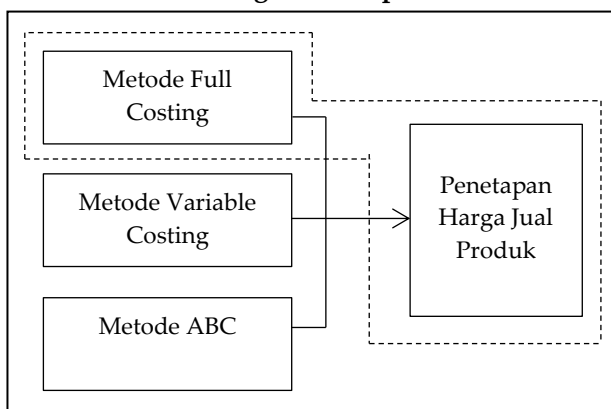 Metode Full
Costing
Metode Variable
Costing
Metode ABC
Penetapan
Harga Jual
Produk